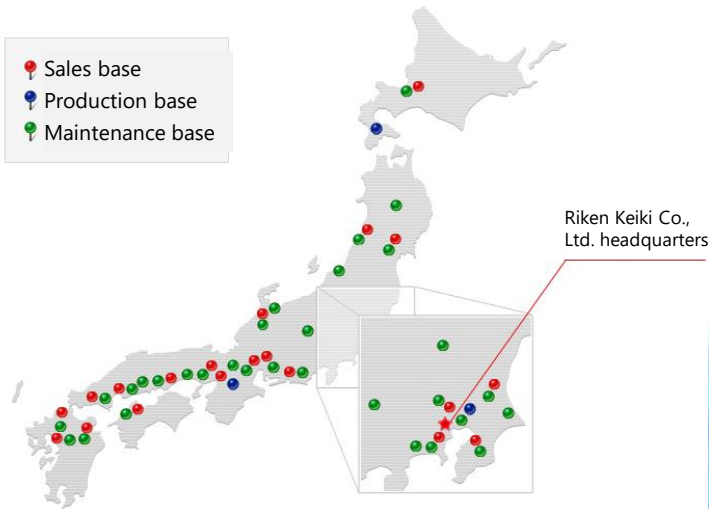 Sales base
Production base
Maintenance base
Riken Keiki Co.,
Ltd. headquarters